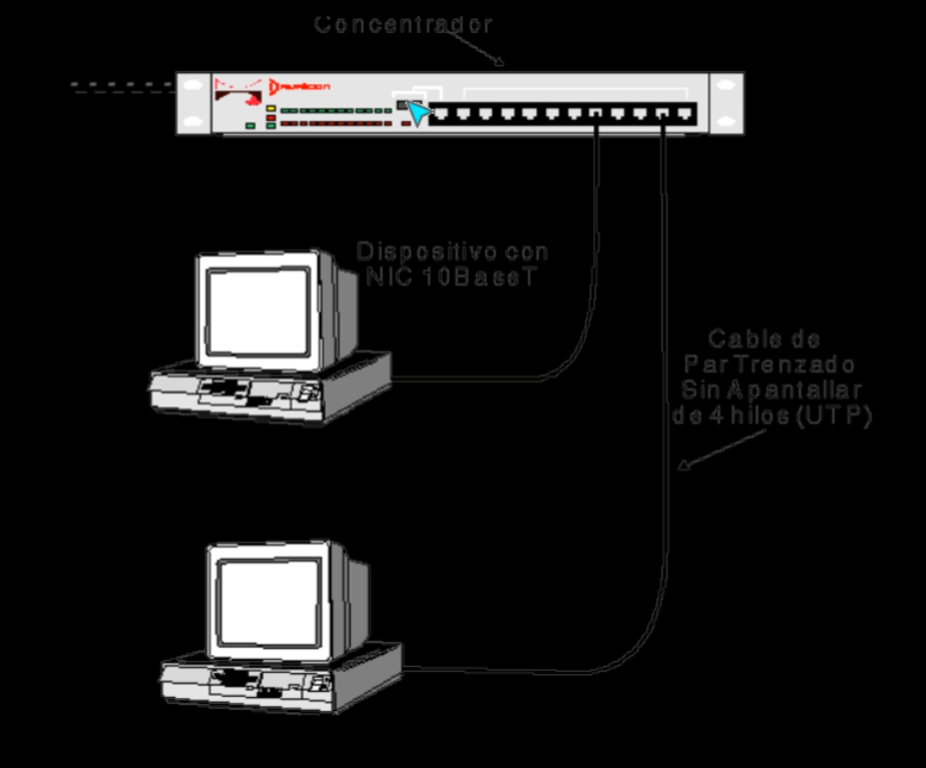 Concentrador
Dispositivo con
NIC 10BaseT
Cable de
Par Trenzado
Sin Apantallar
de 4 hilos (UTP)